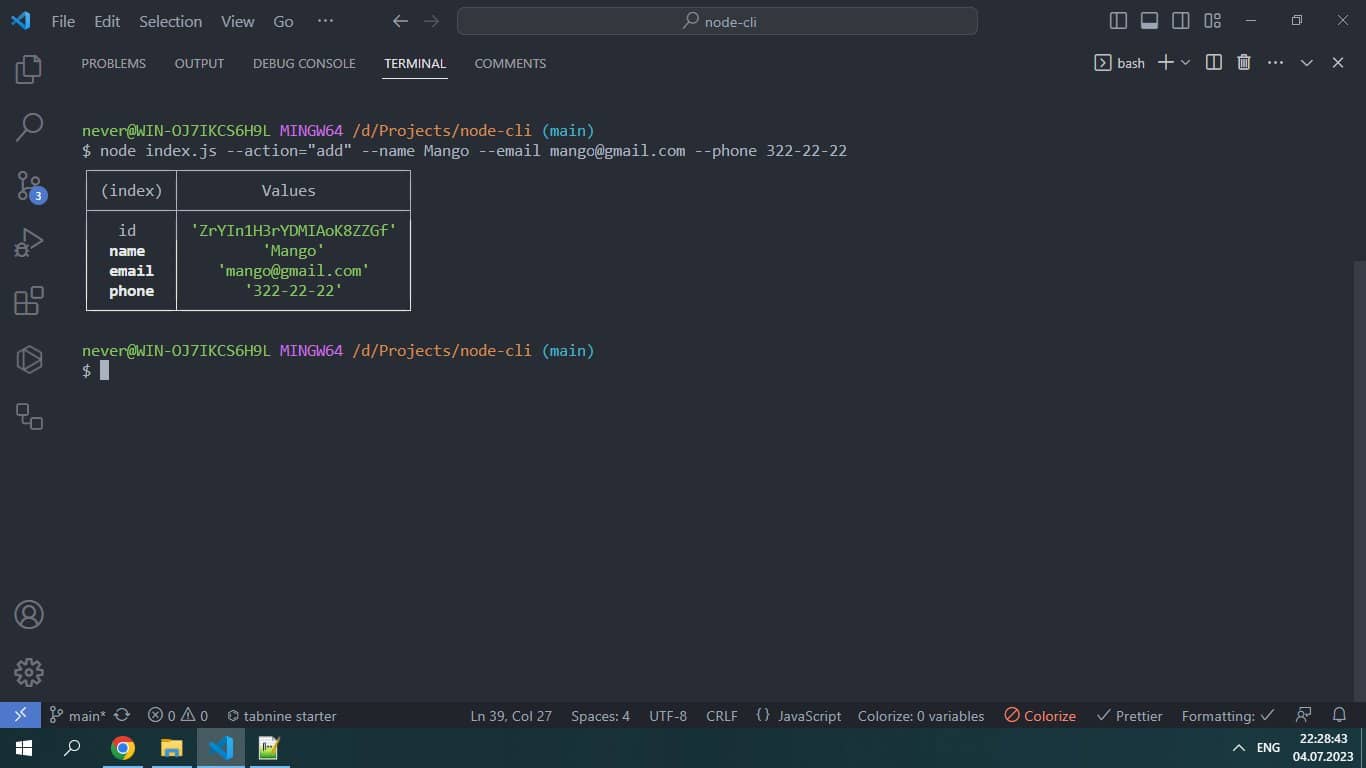 File Edit Selection View Go ··· node-cli
PROBLEMS OUTPUT DEBUG CONSOLE TERMINAL COMMENTS bash
never@WIN-OJ7IKCS6H9L MINGW64 /d/Projects/node-cli (main)
$ node index.js --action="add" --name Mango --email mango@gmail.com --phone 322-22-22
(index) Values
id 'ZrYIn1H3rYDMIAoK8ZZGf'
name 'Mango'
email 'mango@gmail.com'
phone '322-22-22'
never@WIN-OJ7IKCS6H9L MINGW64 /d/Projects/node-cli (main)
$
3
main* 0 0 tabnine starter Ln 39, Col 27 Spaces: 4 UTF-8 CRLF {} JavaScript Colorize: 0 variables Colorize Prettier Formatting:
ENG 22:28:43
04.07.2023